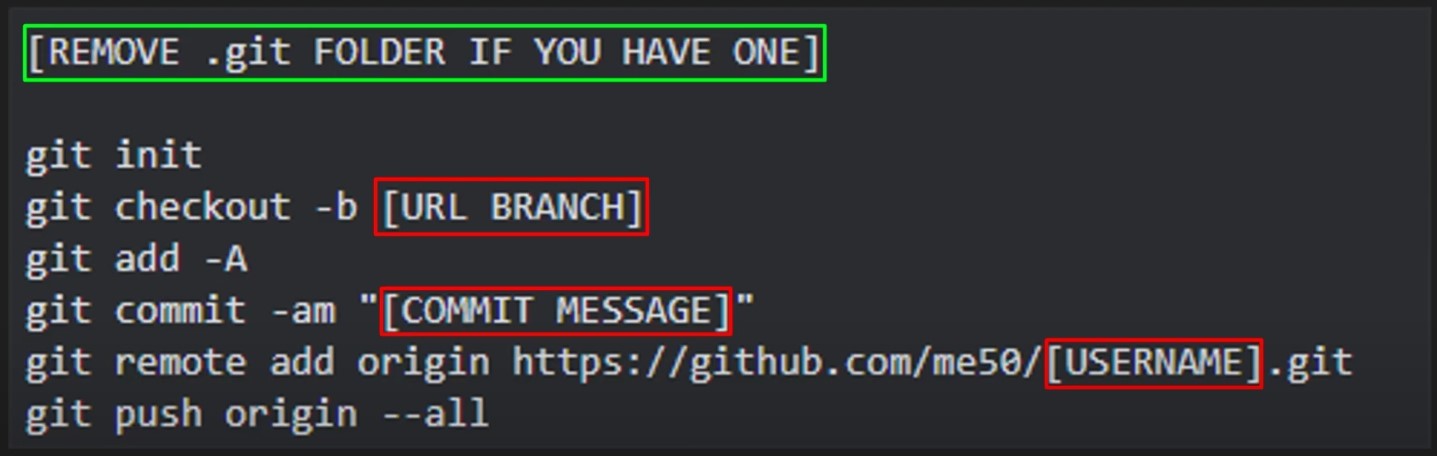 [REMOVE .git FOLDER IF YOU HAVE ONE]
git init
git checkout -b [URL BRANCH]
git add -A
git commit -am "[COMMIT MESSAGE]"
git remote add origin https://github.com/me50/[USERNAME].git
git push origin --all